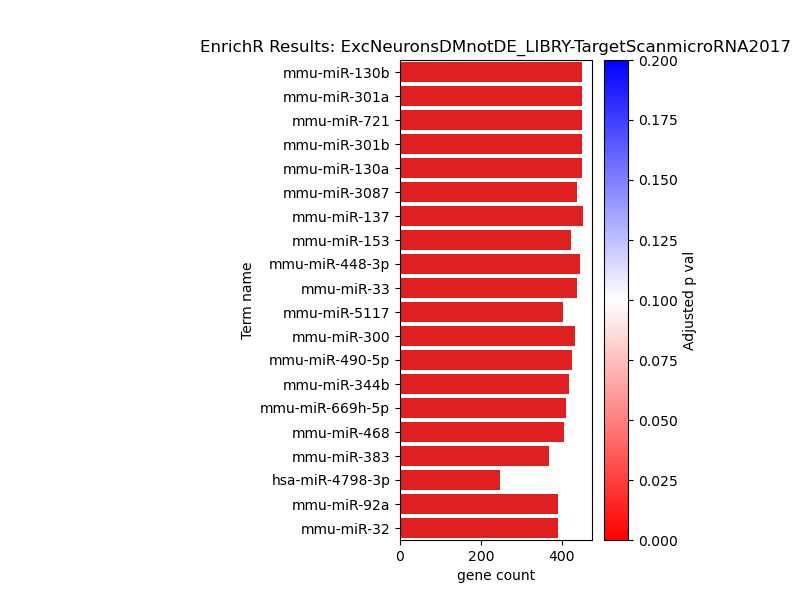 EnrichR Results: ExcNeuronsDMnotDE_LIBRY-TargetScanmicroRNA2017
Term name
mmu-miR-130b
mmu-miR-301a
mmu-miR-721
mmu-miR-301b
mmu-miR-130a
mmu-miR-3087
mmu-miR-137
mmu-miR-153
mmu-miR-448-3p
mmu-miR-33
mmu-miR-5117
mmu-miR-300
mmu-miR-490-5p
mmu-miR-344b
mmu-miR-669h-5p
mmu-miR-468
mmu-miR-383
hsa-miR-4798-3p
mmu-miR-92a
mmu-miR-32
0 200 400
gene count
0.200
0.175
0.150
0.125
0.100
0.075
0.050
0.025
0.000
Adjusted p val